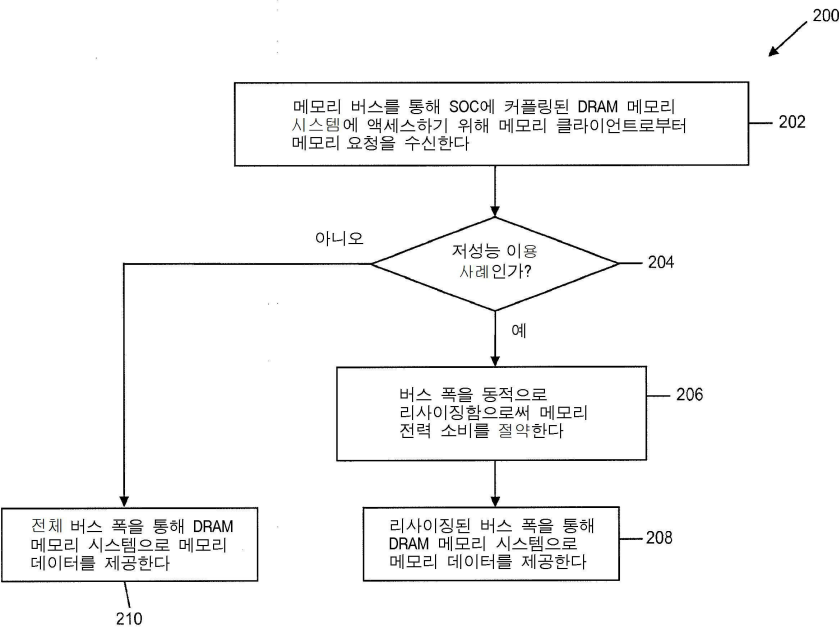 200
메모리 버스를 통해 SOC에 커플링된 DRAM 메모리
시스템에 액세스하기 위해 메모리 클라이언트로부터
메모리 요청을 수신한다
202
아니오
저성능 이용
사례인가?
204
예
버스 폭을 동적으로
리사이징함으로써 메모리
전력 소비를 절약한다
206
전체 버스 폭을 통해 DRAM
메모리 시스템으로 메모리
데이터를 제공한다
210
리사이징된 버스 폭을 통해
DRAM 메모리 시스템으로
메모리 데이터를 제공한다
208